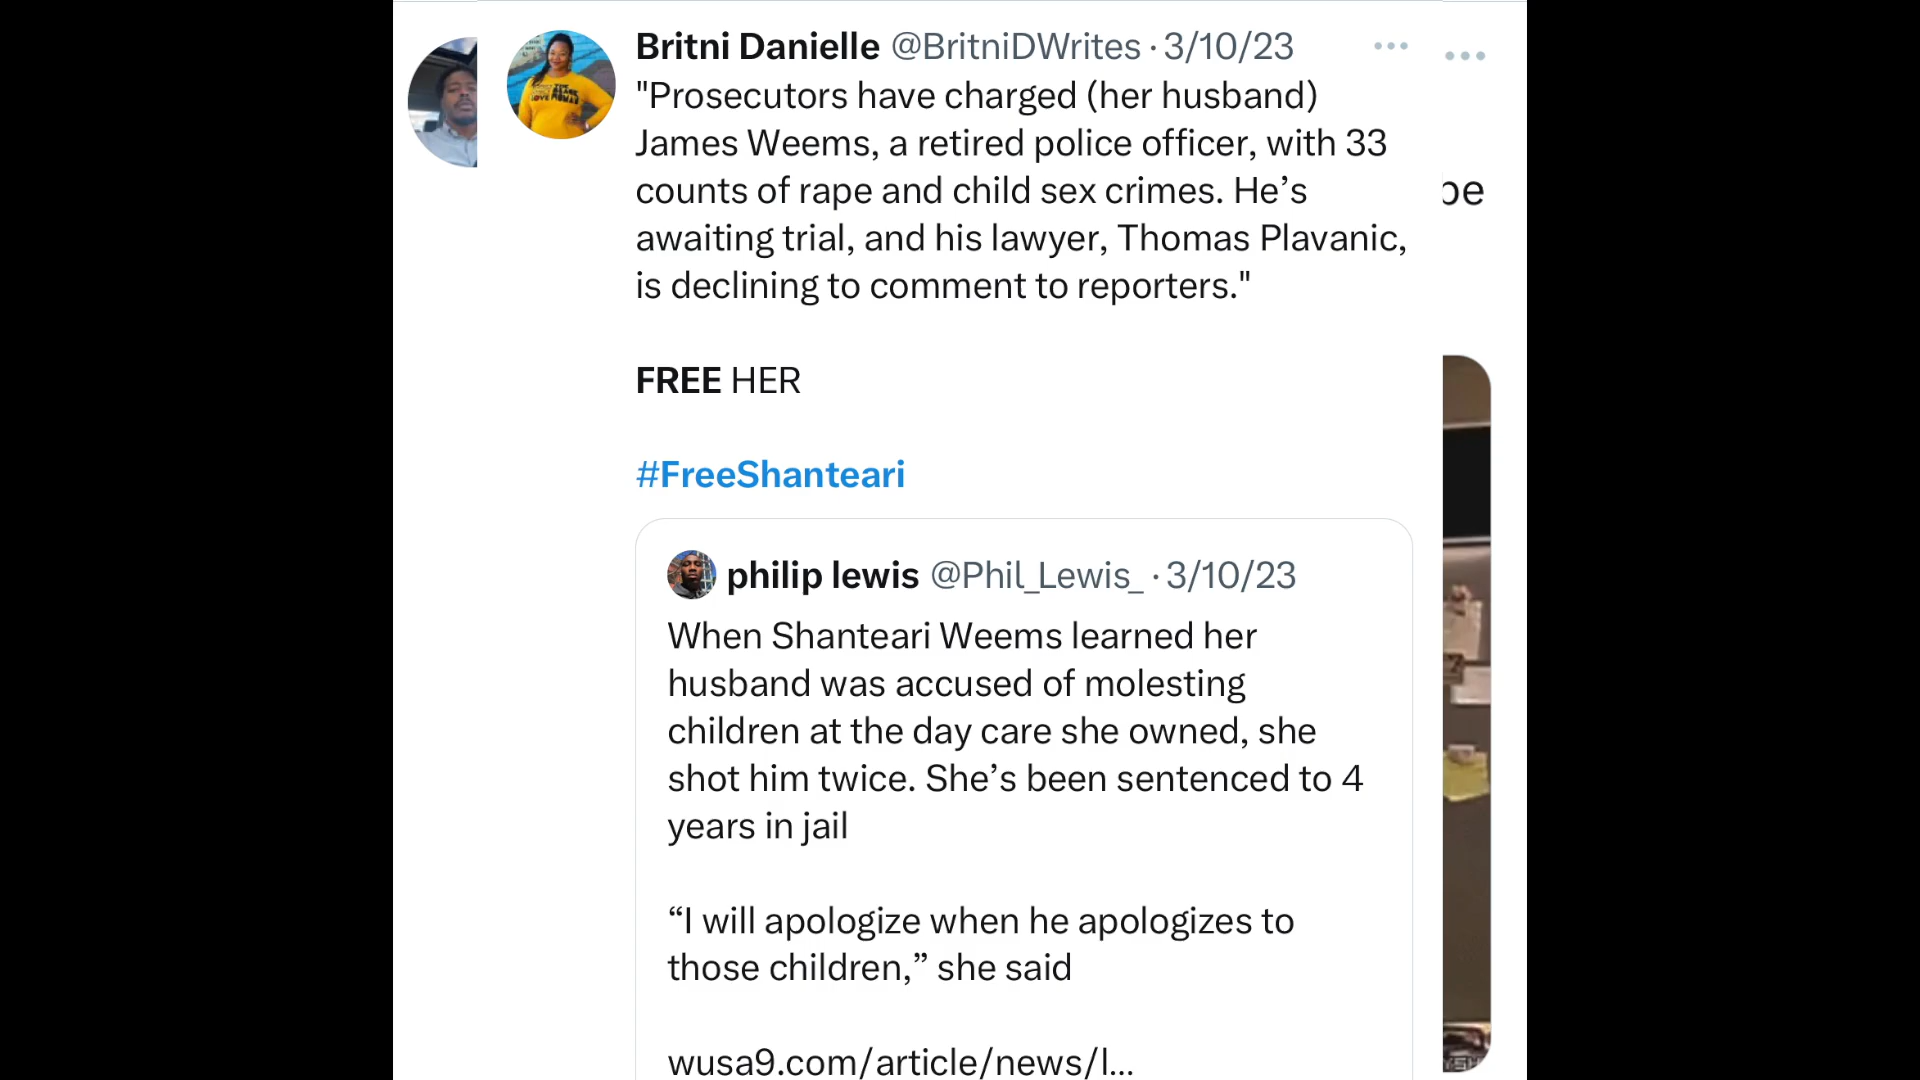 Britni Danielle @BritniDWrites · 3/10/23
"Prosecutors have charged (her husband)
James Weems, a retired police officer, with 33
counts of rape and child sex crimes. He’s
awaiting trial, and his lawyer, Thomas Plavanic,
is declining to comment to reporters."
FREE HER
#FreeShanteari
philip lewis @Phil_Lewis_ · 3/10/23
When Shanteari Weems learned her
husband was accused of molesting
children at the day care she owned, she
shot him twice. She’s been sentenced to 4
years in jail
“I will apologize when he apologizes to
those children,” she said
wusa9.com/article/news/l...